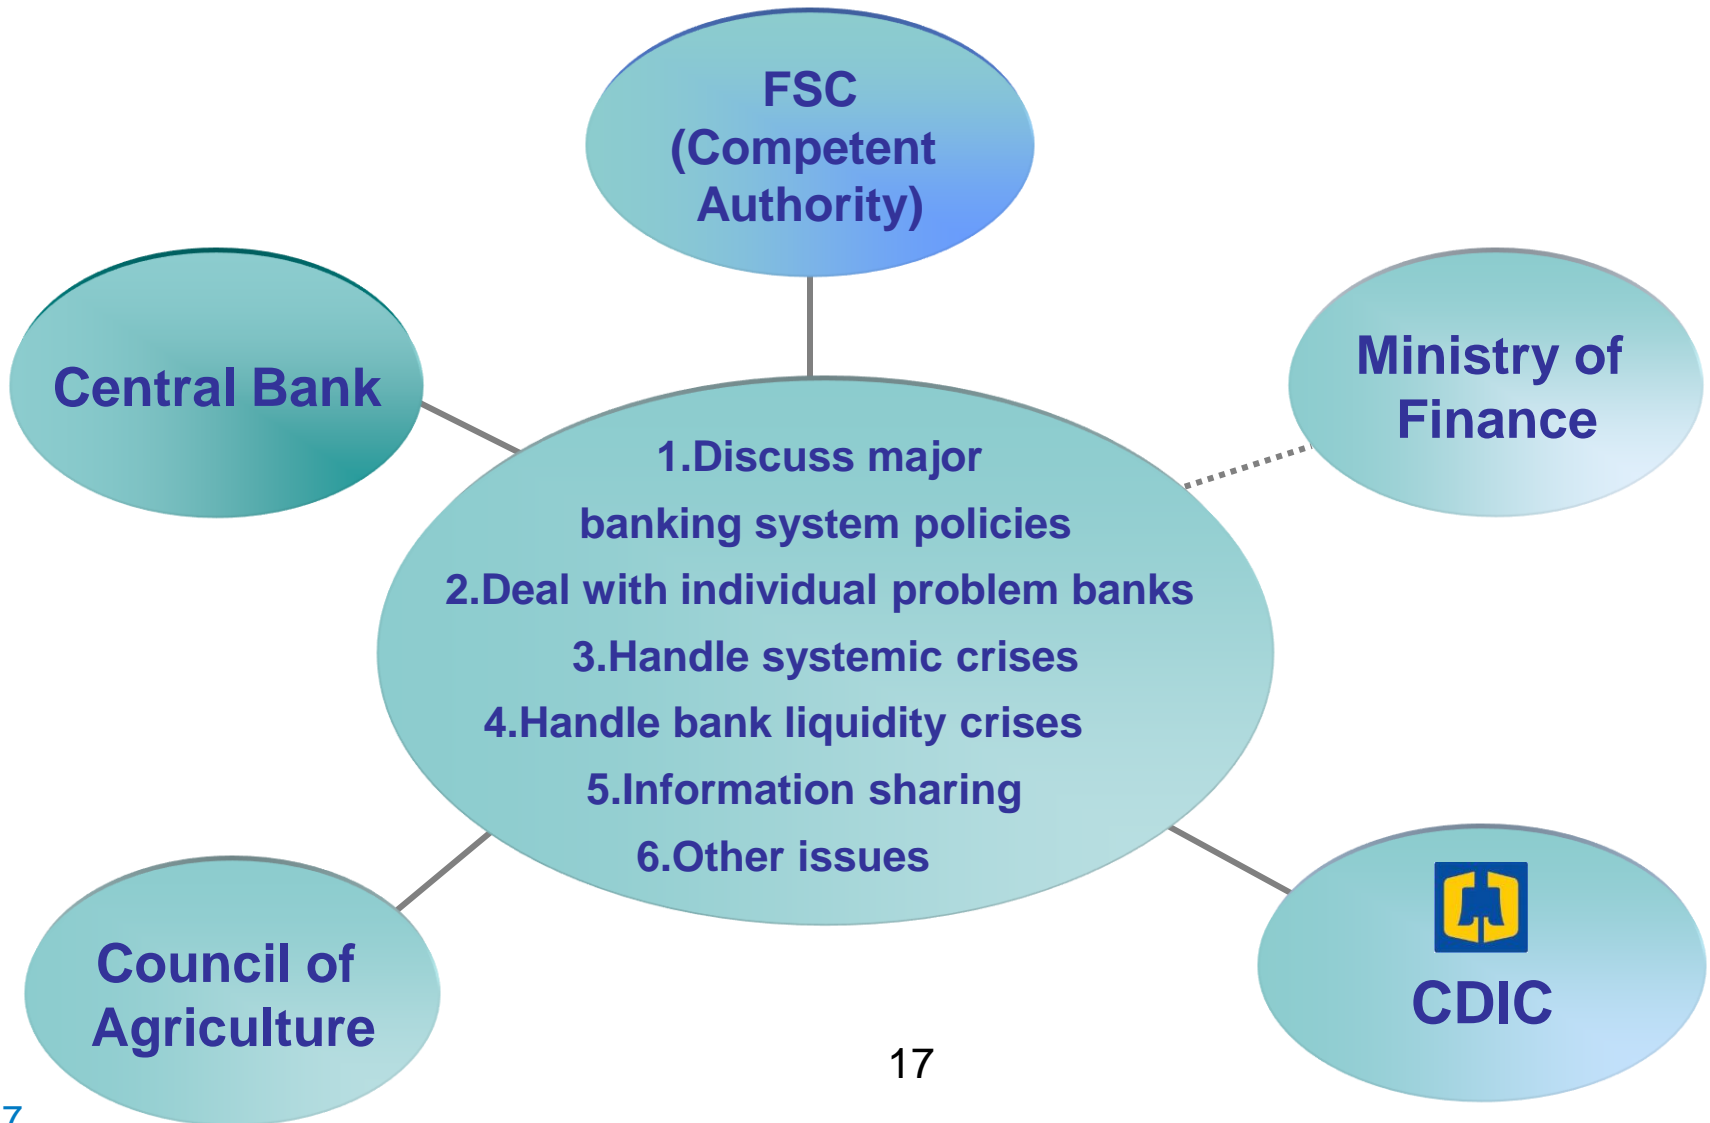 FSC
(Competent
Authority)
Central Bank
Ministry of
Finance
1.Discuss major
banking system policies
2.Deal with individual problem banks
3.Handle systemic crises
4.Handle bank liquidity crises
5.Information sharing
6.Other issues
Council of
Agriculture
CDIC
17
7